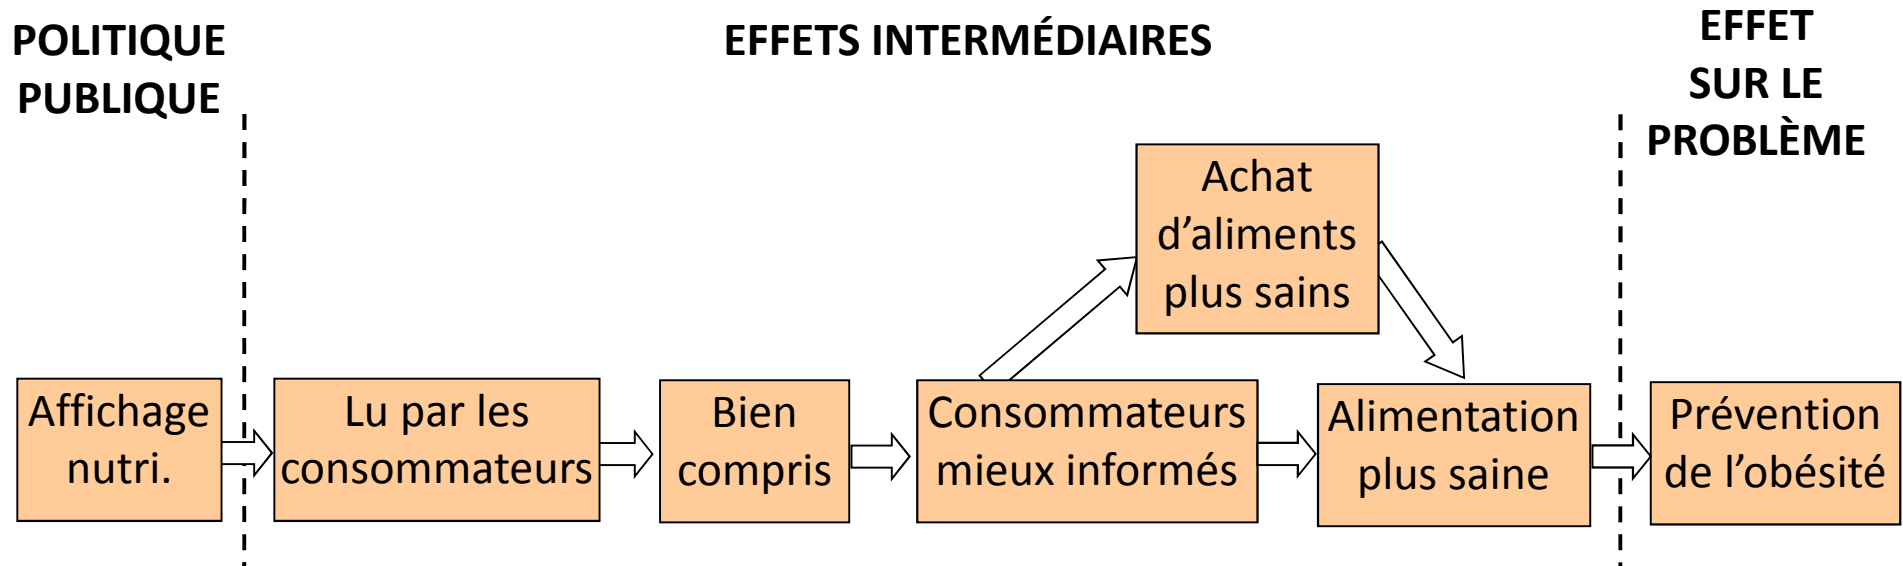 POLITIQUE
PUBLIQUE
EFFETS INTERMÉDIAIRES
EFFET
SUR LE
PROBLÈME
Achat
d’aliments
plus sains
Affichage
nutri.
Lu par les
consommateurs
Bien
compris
Consommateurs
mieux informés
Alimentation
plus saine
Prévention
de l’obésité